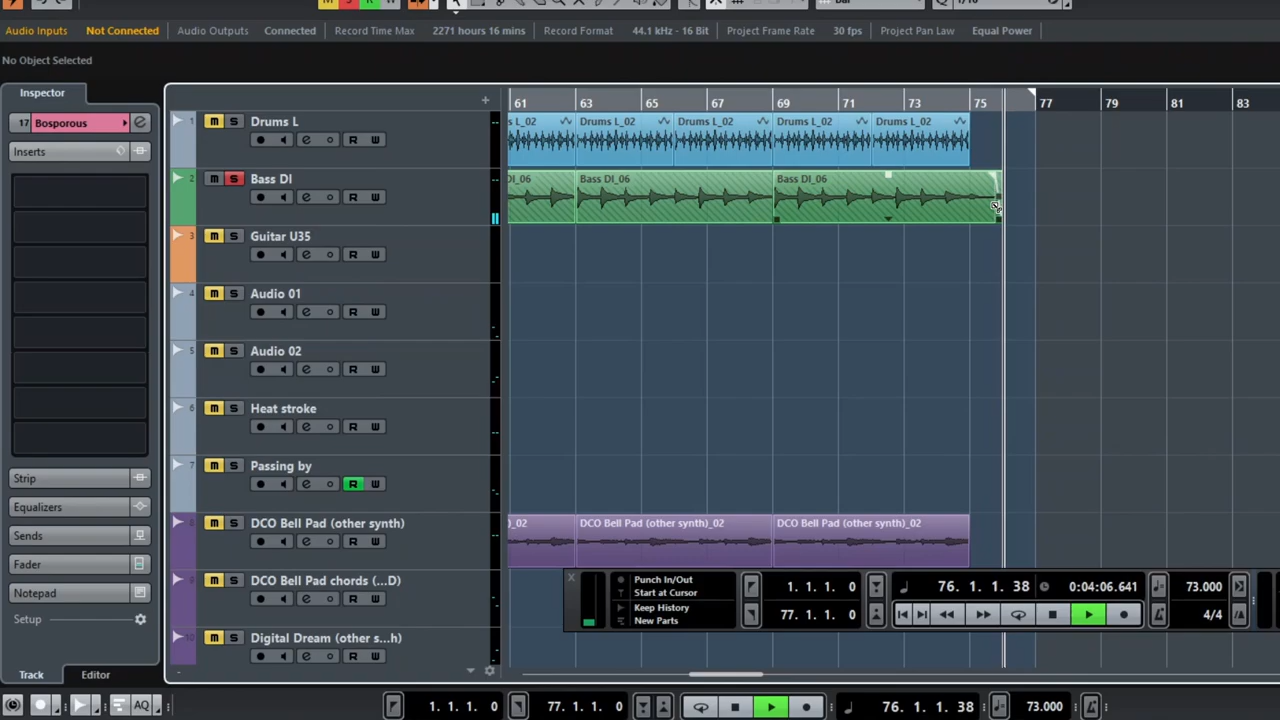 M S R W Bar 1/16
Audio Inputs Not Connected Audio Outputs Connected Record Time Max 2271 hours 16 mins Record Format 44.1 kHz - 16 Bit Project Frame Rate 30 fps Project Pan Law Equal Power
No Object Selected
Inspector
17 Bosporous
Inserts
Strip
Equalizers
Sends
Fader
Notepad
Setup
Track Editor
61 63 65 67 69 71 73 75 77 79 81 83
1 m S Drums L
R W
s L_02 Drums L_02 Drums L_02 Drums L_02 Drums L_02
2 m S Bass DI
R W
DI_06 Bass DI_06 Bass DI_06
3 m S Guitar U35
R W
4 m S Audio 01
R W
5 m S Audio 02
R W
6 m S Heat stroke
R W
7 m S Passing by
R W
8 m S DCO Bell Pad (other synth)
R W
)_02 DCO Bell Pad (other synth)_02 DCO Bell Pad (other synth)_02
9 m S DCO Bell Pad chords (...D)
R W
10 m S Digital Dream (other s...h)
R W
Punch In/Out
Start at Cursor
Keep History
New Parts
1. 1. 1. 0
77. 1. 1. 0
76. 1. 1. 38 0:04:06.641 73.000
4/4
AQ 1. 1. 1. 0 77. 1. 1. 0 76. 1. 1. 38 73.000